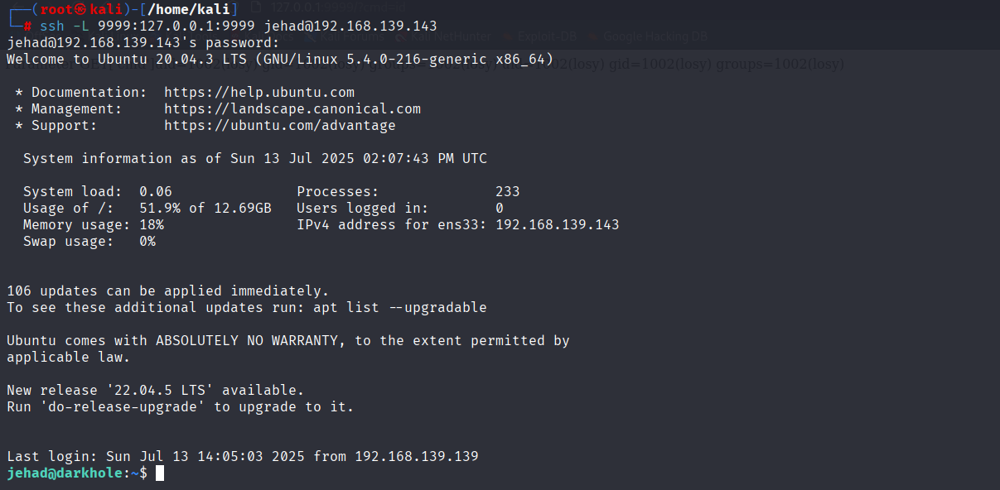 ┌──(root㉿kali)-[/home/kali]
└─# ssh -L 9999:127.0.0.1:9999 jehad@192.168.139.143
jehad@192.168.139.143's password:
Welcome to Ubuntu 20.04.3 LTS (GNU/Linux 5.4.0-216-generic x86_64)
* Documentation: https://help.ubuntu.com
* Management: https://landscape.canonical.com
* Support: https://ubuntu.com/advantage
System information as of Sun 13 Jul 2025 02:07:43 PM UTC
System load: 0.06 Processes: 233
Usage of /: 51.9% of 12.69GB Users logged in: 0
Memory usage: 18% IPv4 address for ens33: 192.168.139.143
Swap usage: 0%
106 updates can be applied immediately.
To see these additional updates run: apt list --upgradable
Ubuntu comes with ABSOLUTELY NO WARRANTY, to the extent permitted by
applicable law.
New release '22.04.5 LTS' available.
Run 'do-release-upgrade' to upgrade to it.
Last login: Sun Jul 13 14:05:03 2025 from 192.168.139.139
jehad@darkhole:~$